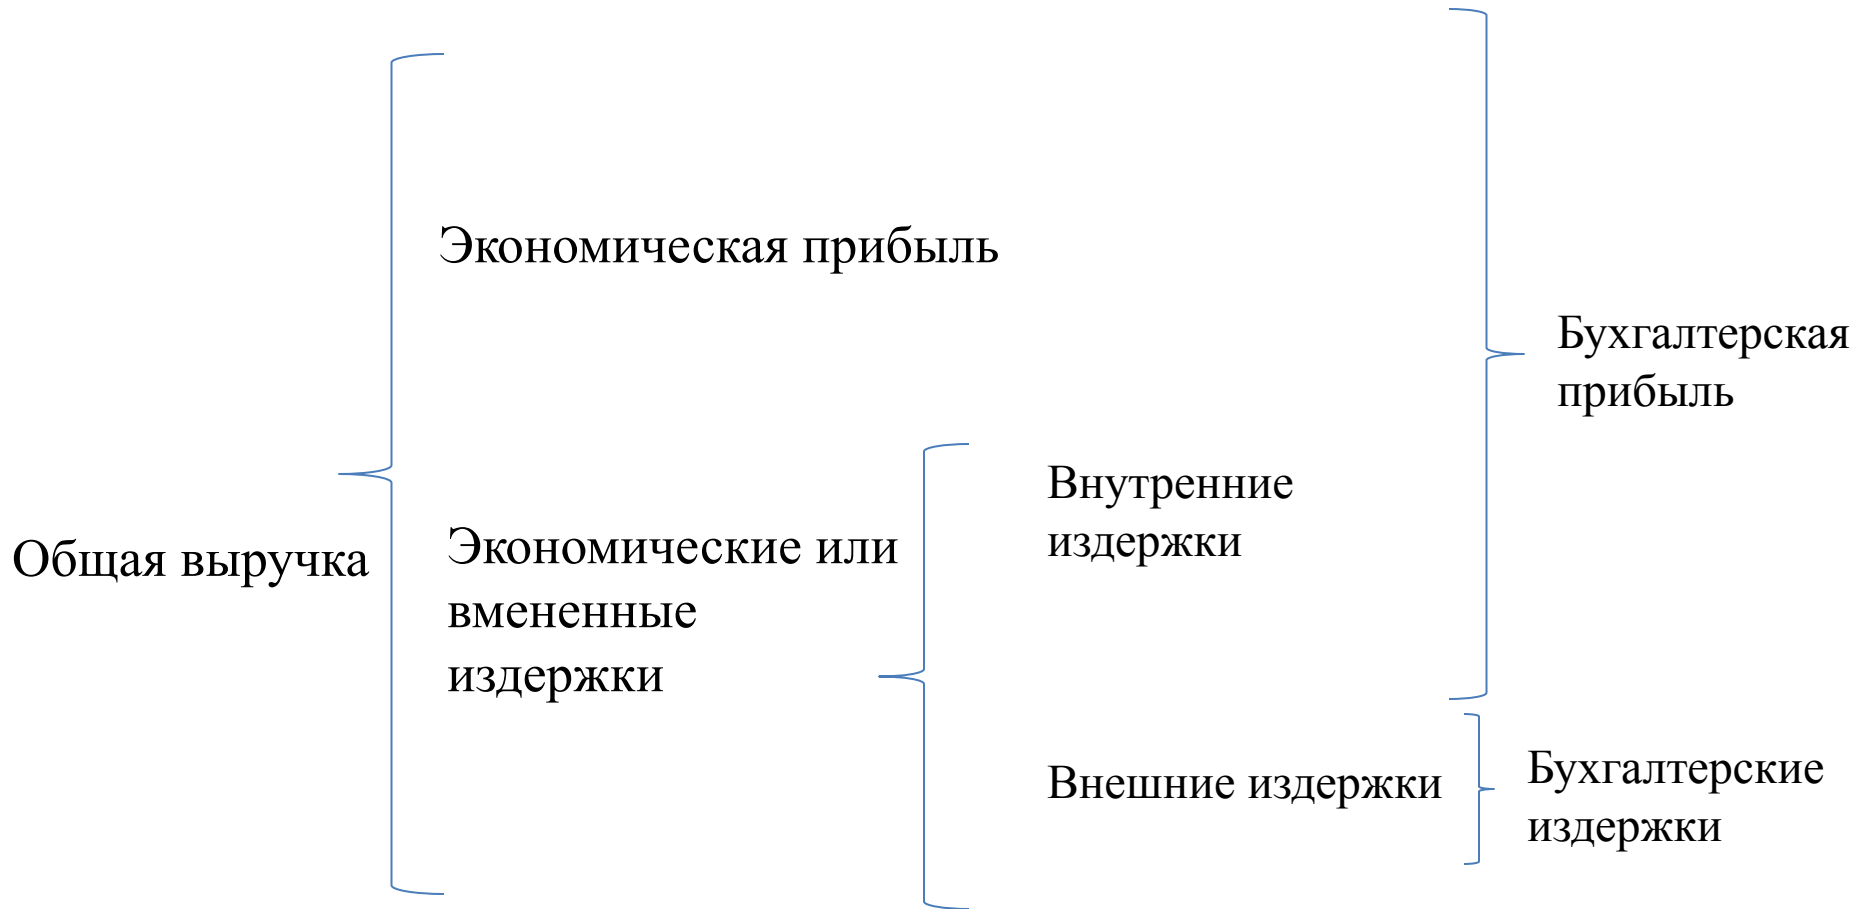 Экономическая прибыль
Бухгалтерская
прибыль
Внутренние
издержки
Общая выручка
Экономические или
вмененные
издержки
Внешние издержки
Бухгалтерские
издержки